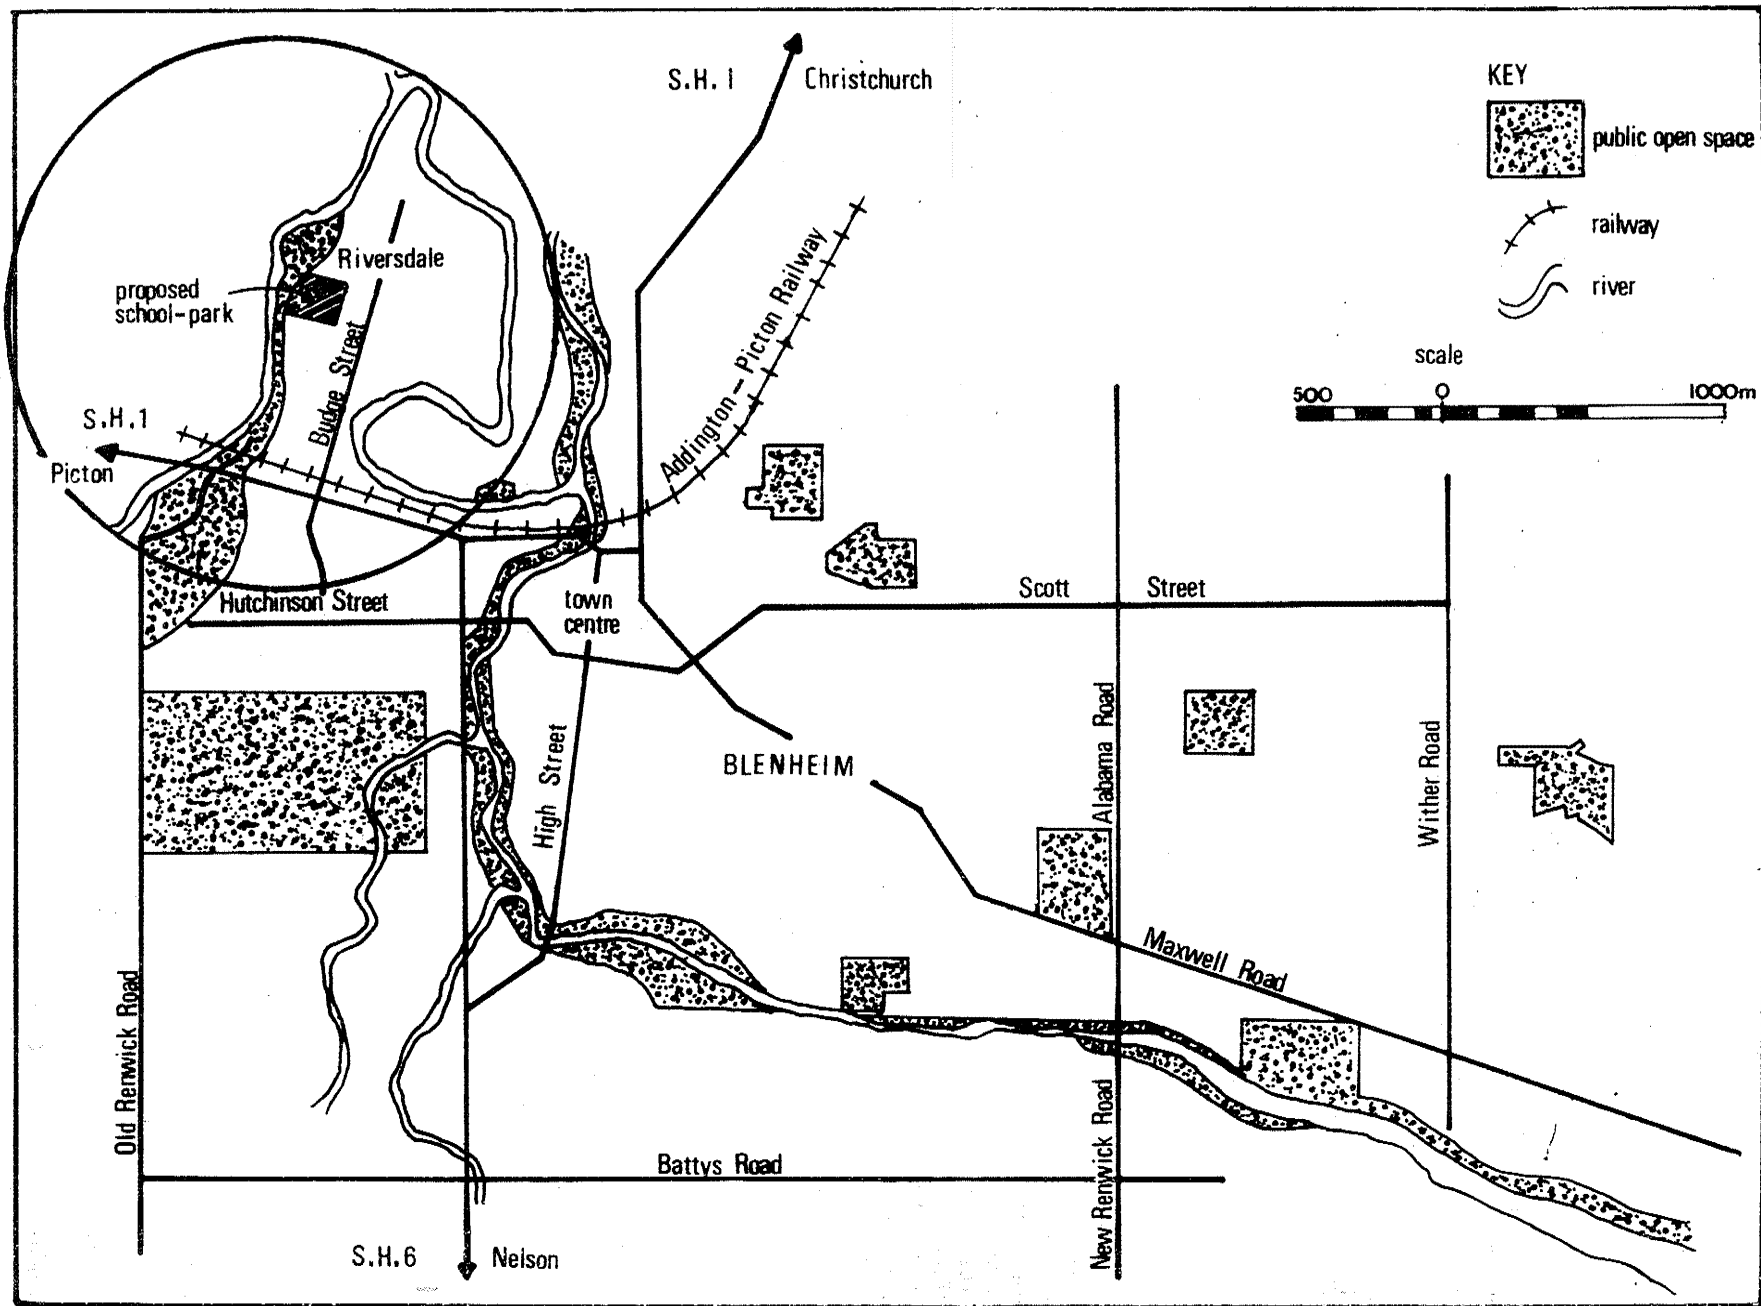 S.H. 1
Christchurch
KEY
public open space
railway
river
scale
500 0 1000m
Riversdale
proposed
school-park
Budge Street
Addington - Picton Railway
S.H.1
Picton
Hutchinson Street
town
centre
Scott Street
High Street
BLENHEIM
Alabama Road
Wither Road
Maxwell Road
Old Renwick Road
Battys Road
New Renwick Road
S.H.6
Nelson